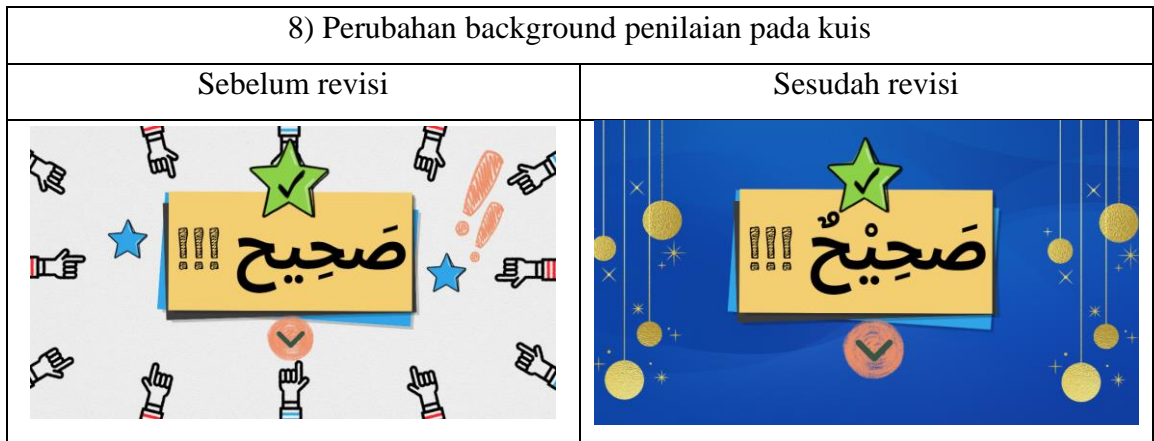 8) Perubahan background penilaian pada kuis
Sebelum revisi
Sesudah revisi
صَحِيح !!!
صَحِيْحٌ !!!